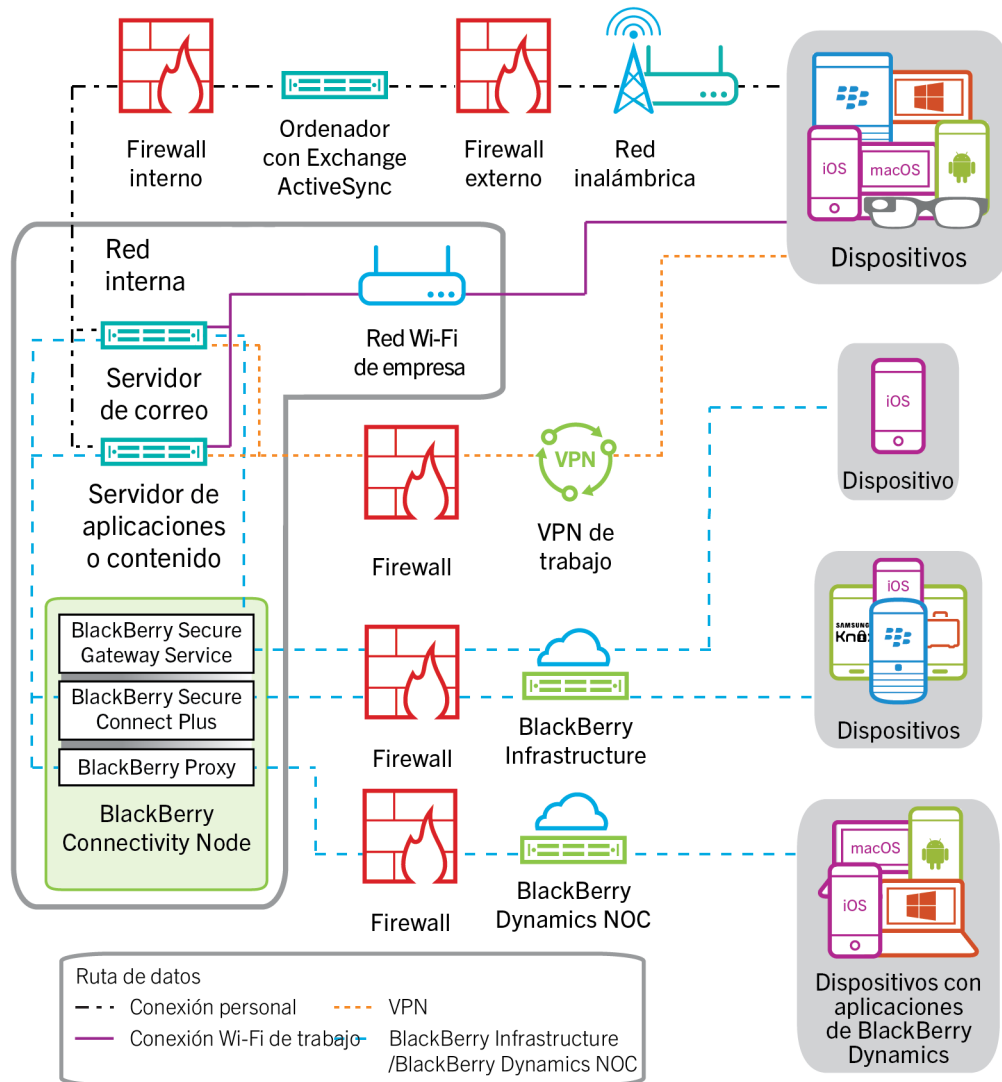 Firewall
interno
Ordenador
con Exchange
ActiveSync
Firewall
externo
Red
inalámbrica
iOS
macOS
Dispositivos
Red
interna
Red Wi-Fi
de empresa
Servidor
de correo
Servidor de
aplicaciones
o contenido
Firewall
VPN
VPN de
trabajo
iOS
Dispositivo
BlackBerry Secure
Gateway Service
BlackBerry Secure
Connect Plus
BlackBerry Proxy
BlackBerry
Connectivity Node
Firewall
BlackBerry
Infrastructure
iOS
SAMSUNG
Knox
Dispositivos
Firewall
BlackBerry
Dynamics NOC
macOS
iOS
Dispositivos con
aplicaciones
de BlackBerry
Dynamics
Ruta de datos
Conexión personal
VPN
Conexión Wi-Fi de trabajo
BlackBerry Infrastructure
/BlackBerry Dynamics NOC